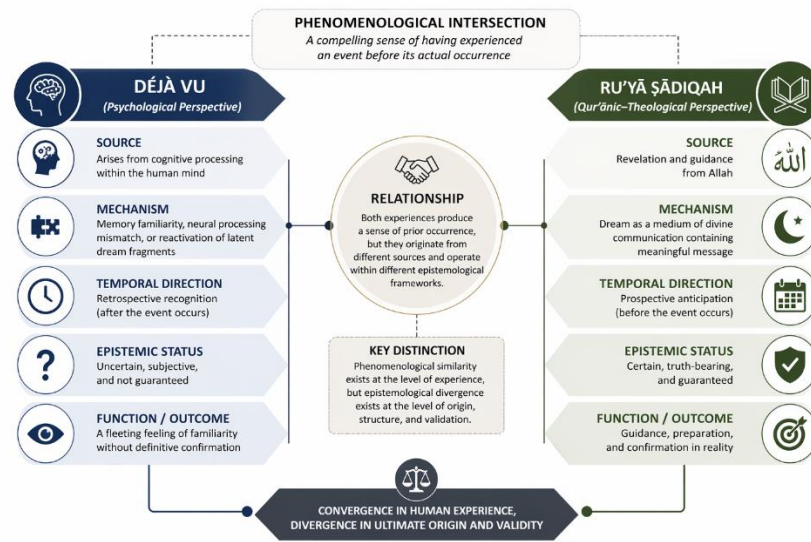 PHENOMENOLOGICAL INTERSECTION
A compelling sense of having experienced
an event before its actual occurrence
DÉJÀ VU
(Psychological Perspective)
SOURCE
Arises from cognitive processing
within the human mind
MECHANISM
Memory familiarity, neural processing
mismatch, or reactivation of latent
dream fragments
TEMPORAL DIRECTION
Retrospective recognition
(after the event occurs)
EPISTEMIC STATUS
Uncertain, subjective,
and not guaranteed
FUNCTION / OUTCOME
A fleeting feeling of familiarity
without definitive confirmation
RELATIONSHIP
Both experiences produce
a sense of prior occurrence,
but they originate from
different sources and operate
within different epistemological
frameworks.
KEY DISTINCTION
Phenomenological similarity
exists at the level of experience,
but epistemological divergence
exists at the level of origin,
structure, and validation.
RU'YĀ ṢĀDIQAH
(Qur'ānic–Theological Perspective)
SOURCE
Revelation and guidance
from Allah
الله
MECHANISM
Dream as a medium of divine
communication containing
meaningful message
TEMPORAL DIRECTION
Prospective anticipation
(before the event occurs)
EPISTEMIC STATUS
Certain, truth-bearing,
and guaranteed
FUNCTION / OUTCOME
Guidance, preparation,
and confirmation in reality
CONVERGENCE IN HUMAN EXPERIENCE,
DIVERGENCE IN ULTIMATE ORIGIN AND VALIDITY